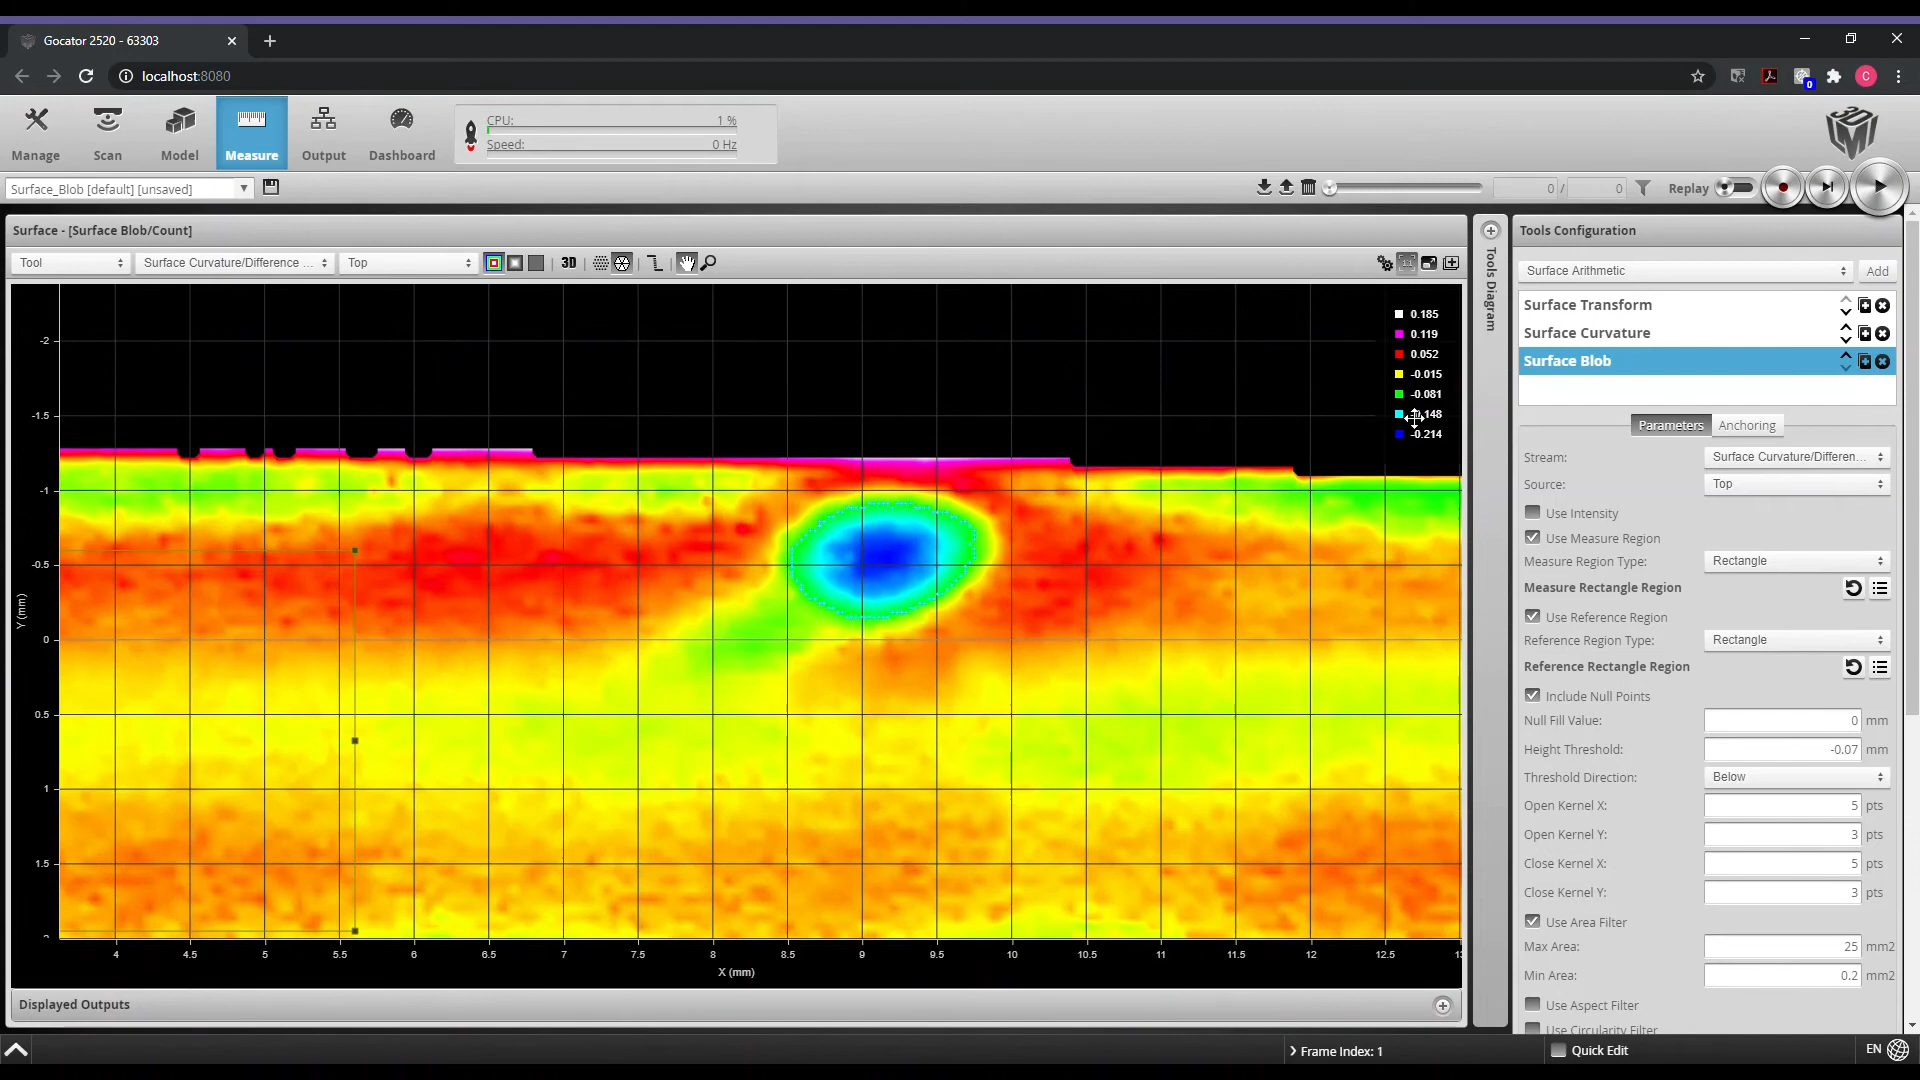 Gocator 2520 - 63303
localhost:8080
C
0
Manage
Scan
Model
Measure
Output
Dashboard
CPU: 1 %
Speed: 0 Hz
3D
Surface_Blob [default] [unsaved]
0 / 0
Replay
Surface - [Surface Blob/Count]
Tool
Surface Curvature/Difference ...
Top
3D
0.185
0.119
0.052
-0.015
-0.081
-0.214
-2
-1.5
-1
-0.5
0
0.5
1
1.5
Y (mm)
4 4.5 5 5.5 6 6.5 7 7.5 8 8.5 9 9.5 10 10.5 11 11.5 12 12.5
X (mm)
Displayed Outputs
Tools Diagram
Tools Configuration
Surface Arithmetic
Add
Surface Transform
Surface Curvature
Surface Blob
Parameters
Anchoring
Stream: Surface Curvature/Differen...
Source: Top
Use Intensity
Use Measure Region
Measure Region Type: Rectangle
Measure Rectangle Region
Use Reference Region
Reference Region Type: Rectangle
Reference Rectangle Region
Include Null Points
Null Fill Value: 0 mm
Height Threshold: -0.07 mm
Threshold Direction: Below
Open Kernel X: 5 pts
Open Kernel Y: 3 pts
Close Kernel X: 5 pts
Close Kernel Y: 3 pts
Use Area Filter
Max Area: 25 mm2
Min Area: 0.2 mm2
Use Aspect Filter
Use Circularity Filter
Frame Index: 1
Quick Edit
EN